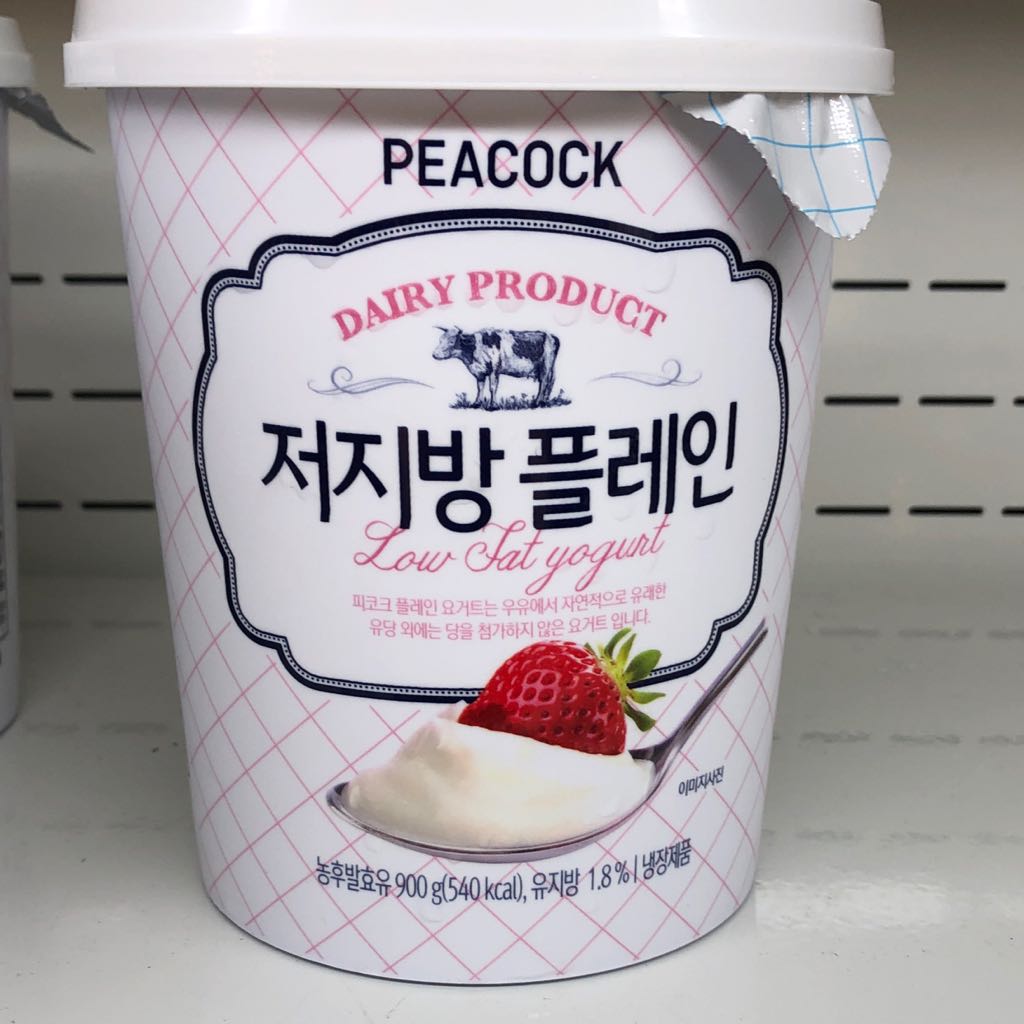 PEACOCK
DAIRY PRODUCT
저지방 플레인
Low Fat yogurt
피코크 플레인 요거트는 우유에서 자연적으로 유래한
유당 외에는 당을 첨가하지 않은 요거트 입니다.
이미지사진
농후발효유 900 g(540 kcal), 유지방 1.8% | 냉장제품